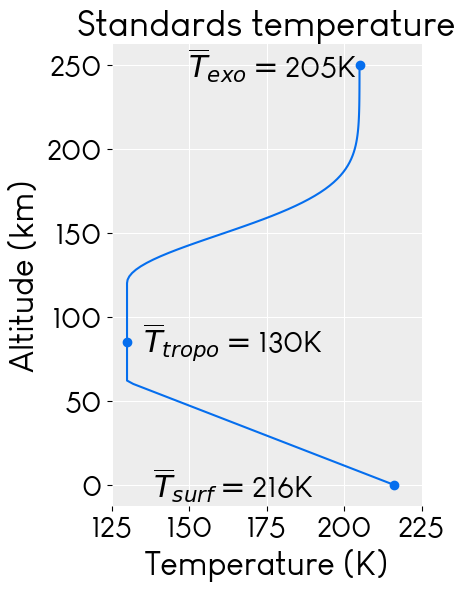 Standards temperature
250
T̅exo = 205K
200
150
Altitude (km)
100
T̅tropo = 130K
50
0
T̅surf = 216K
125 150 175 200 225
Temperature (K)